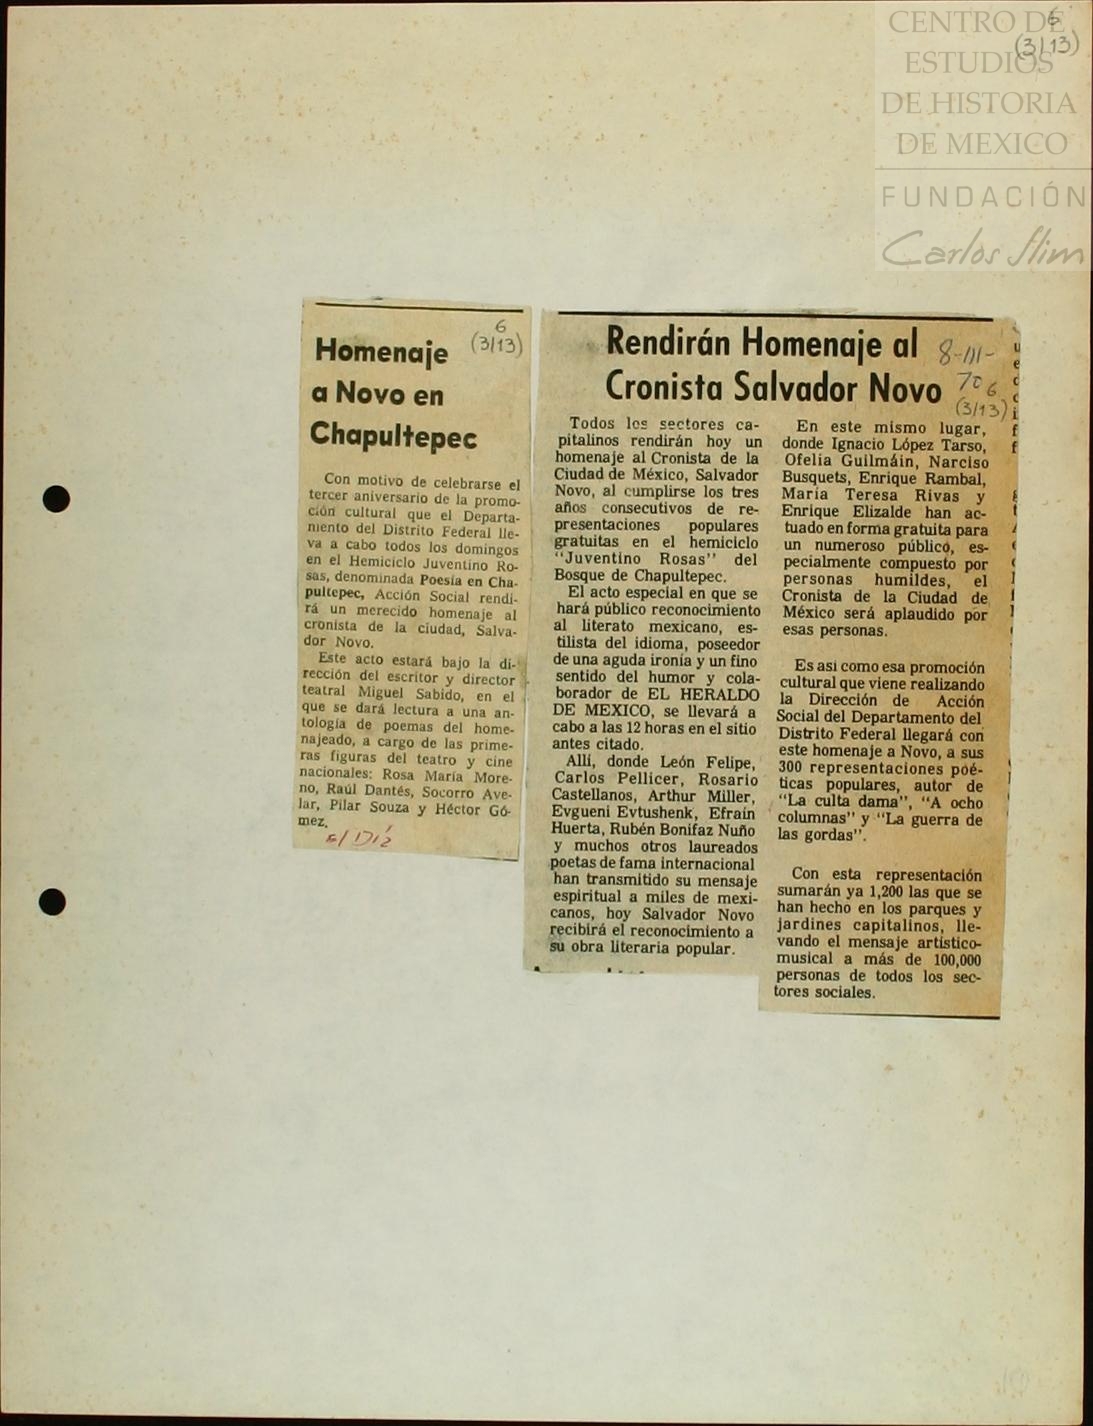 CENTRO DE
ESTUDIOS
DE HISTORIA
DE MEXICO
FUNDACIÓN
Carlos Slim
6
(3/13)
Homenaje
a Novo en
Chapultepec
6
(3/13)
Con motivo de celebrarse el
tercer aniversario de la promo-
ción cultural que el Departa-
mento del Distrito Federal lle-
va a cabo todos los domingos
en el Hemiciclo Juventino Ro-
sas, denominada Poesía en Cha-
pultepec, Acción Social rendi-
rá un merecido homenaje al
cronista de la ciudad, Salva-
dor Novo.
Este acto estará bajo la di-
rección del escritor y director
teatral Miguel Sabido, en el
que se dará lectura a una an-
tología de poemas del home-
najeado, a cargo de las prime-
ras figuras del teatro y cine
nacionales: Rosa María More-
no, Raúl Dantés, Socorro Ave-
lar, Pilar Souza y Héctor Gó-
mez.
El Día
Rendirán Homenaje al
Cronista Salvador Novo
8-III-
70
6
(3/13)
Todos los sectores ca-
pitalinos rendirán hoy un
homenaje al Cronista de la
Ciudad de México, Salvador
Novo, al cumplirse los tres
años consecutivos de re-
presentaciones populares
gratuitas en el hemiciclo
"Juventino Rosas" del
Bosque de Chapultepec.
El acto especial en que se
hará público reconocimiento
al literato mexicano, es-
tilista del idioma, poseedor
de una aguda ironía y un fino
sentido del humor y cola-
borador de EL HERALDO
DE MEXICO, se llevará a
cabo a las 12 horas en el sitio
antes citado.
Allí, donde León Felipe,
Carlos Pellicer, Rosario
Castellanos, Arthur Miller,
Evgueni Evtushenk, Efraín
Huerta, Rubén Bonifaz Nuño
y muchos otros laureados
poetas de fama internacional
han transmitido su mensaje
espiritual a miles de mexi-
canos, hoy Salvador Novo
recibirá el reconocimiento a
su obra literaria popular.
En este mismo lugar,
donde Ignacio López Tarso,
Ofelia Guilmáin, Narciso
Busquets, Enrique Rambal,
María Teresa Rivas y
Enrique Elizalde han ac-
tuado en forma gratuita para
un numeroso público, es-
pecialmente compuesto por
personas humildes, el
Cronista de la Ciudad de
México será aplaudido por
esas personas.
Es así como esa promoción
cultural que viene realizando
la Dirección de Acción
Social del Departamento del
Distrito Federal llegará con
este homenaje a Novo, a sus
300 representaciones poé-
ticas populares, autor de
"La culta dama", "A ocho
columnas" y "La guerra de
las gordas".
Con esta representación
sumarán ya 1,200 las que se
han hecho en los parques y
jardines capitalinos, lle-
vando el mensaje artístico-
musical a más de 100,000
personas de todos los sec-
tores sociales.